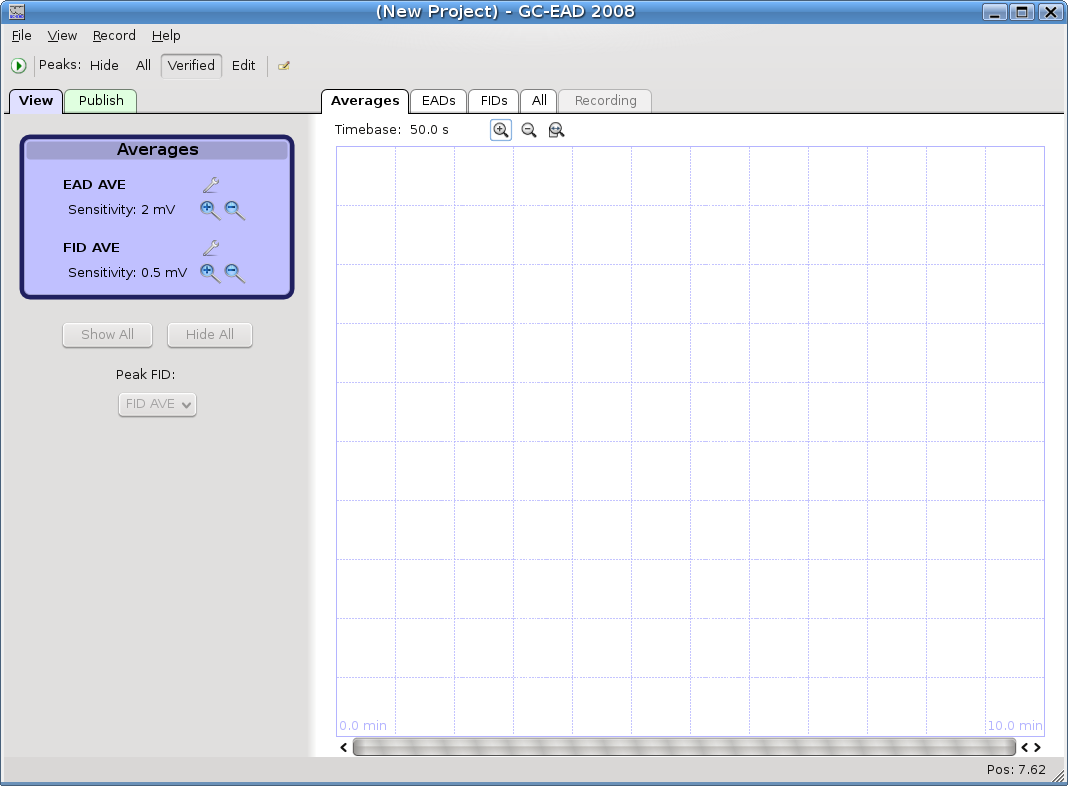 (New Project) - GC-EAD 2008
File View Record Help
Peaks: Hide All Verified Edit
View Publish
Averages EADs FIDs All Recording
Timebase: 50.0 s
Averages
EAD AVE
Sensitivity: 2 mV
FID AVE
Sensitivity: 0.5 mV
Show All Hide All
Peak FID:
FID AVE
0.0 min 10.0 min
Pos: 7.62